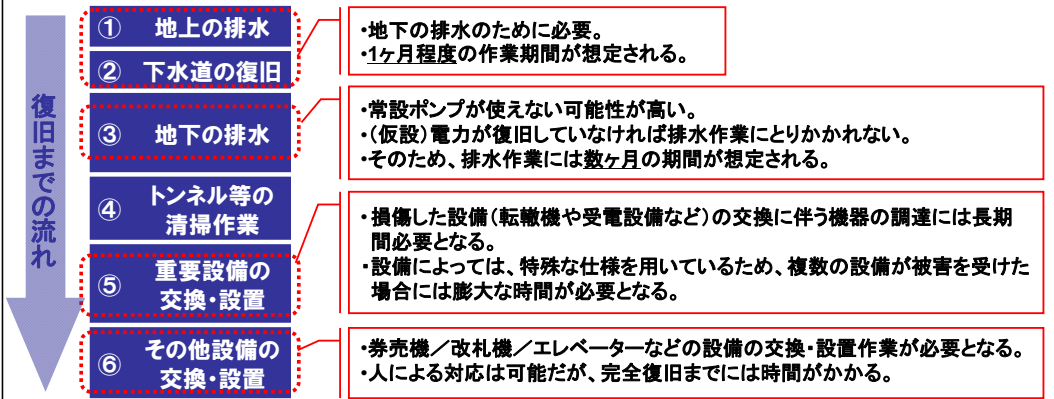 復旧までの流れ
① 地上の排水
② 下水道の復旧
・地下の排水のために必要。
・1ヶ月程度の作業期間が想定される。
③ 地下の排水
・常設ポンプが使えない可能性が高い。
・(仮設)電力が復旧していなければ排水作業にとりかかれない。
・そのため、排水作業には数ヶ月の期間が想定される。
④ トンネル等の
清掃作業
⑤ 重要設備の
交換・設置
・損傷した設備(転轍機や受電設備など)の交換に伴う機器の調達には長期
間必要となる。
・設備によっては、特殊な仕様を用いているため、複数の設備が被害を受けた
場合には膨大な時間が必要となる。
⑥ その他設備の
交換・設置
・券売機／改札機／エレベーターなどの設備の交換・設置作業が必要となる。
・人による対応は可能だが、完全復旧までには時間がかかる。